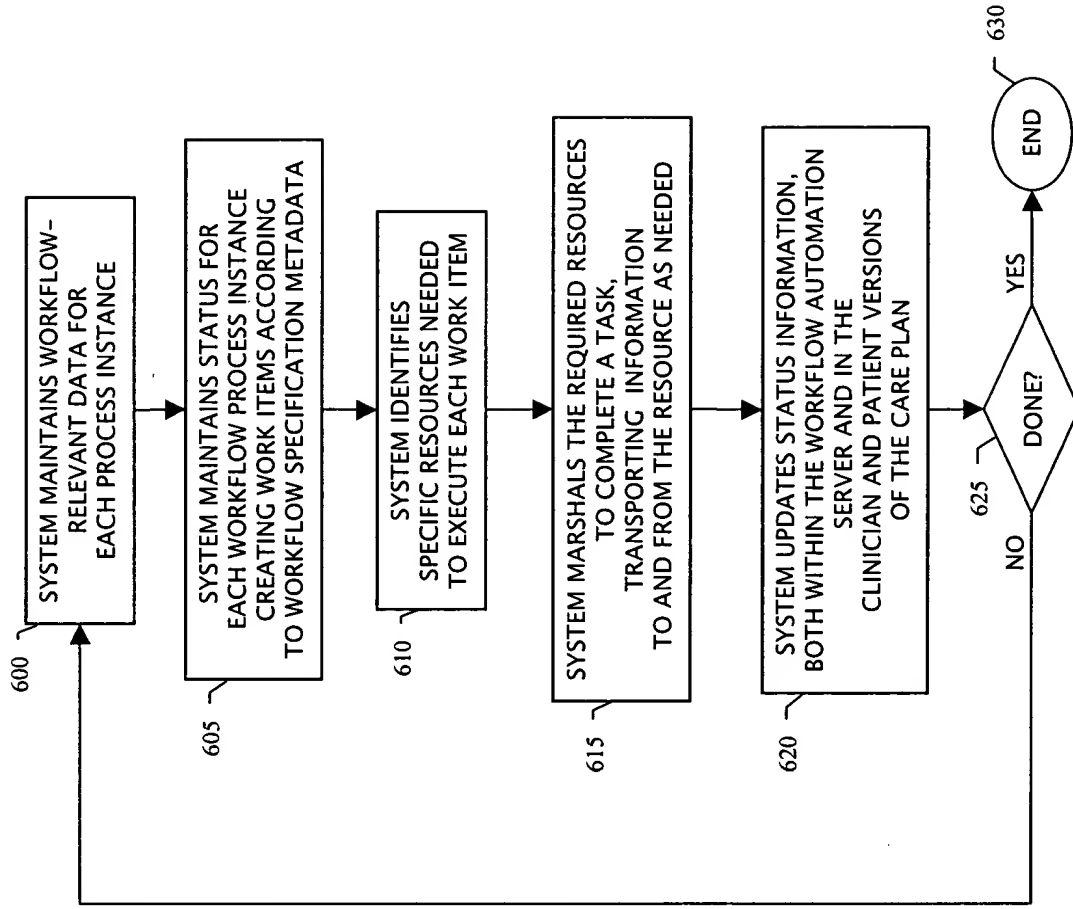 600
SYSTEM MAINTAINS WORKFLOW-
RELEVANT DATA FOR
EACH PROCESS INSTANCE
605
SYSTEM MAINTAINS STATUS FOR
EACH WORKFLOW PROCESS INSTANCE
CREATING WORK ITEMS ACCORDING
TO WORKFLOW SPECIFICATION METADATA
610
SYSTEM IDENTIFIES
SPECIFIC RESOURCES NEEDED
TO EXECUTE EACH WORK ITEM
615
SYSTEM MARSHALS THE REQUIRED RESOURCES
TO COMPLETE A TASK,
TRANSPORTING INFORMATION
TO AND FROM THE RESOURCE AS NEEDED
620
SYSTEM UPDATES STATUS INFORMATION,
BOTH WITHIN THE WORKFLOW AUTOMATION
SERVER AND IN THE
CLINICIAN AND PATIENT VERSIONS
OF THE CARE PLAN
625
DONE?
NO
YES
630
END